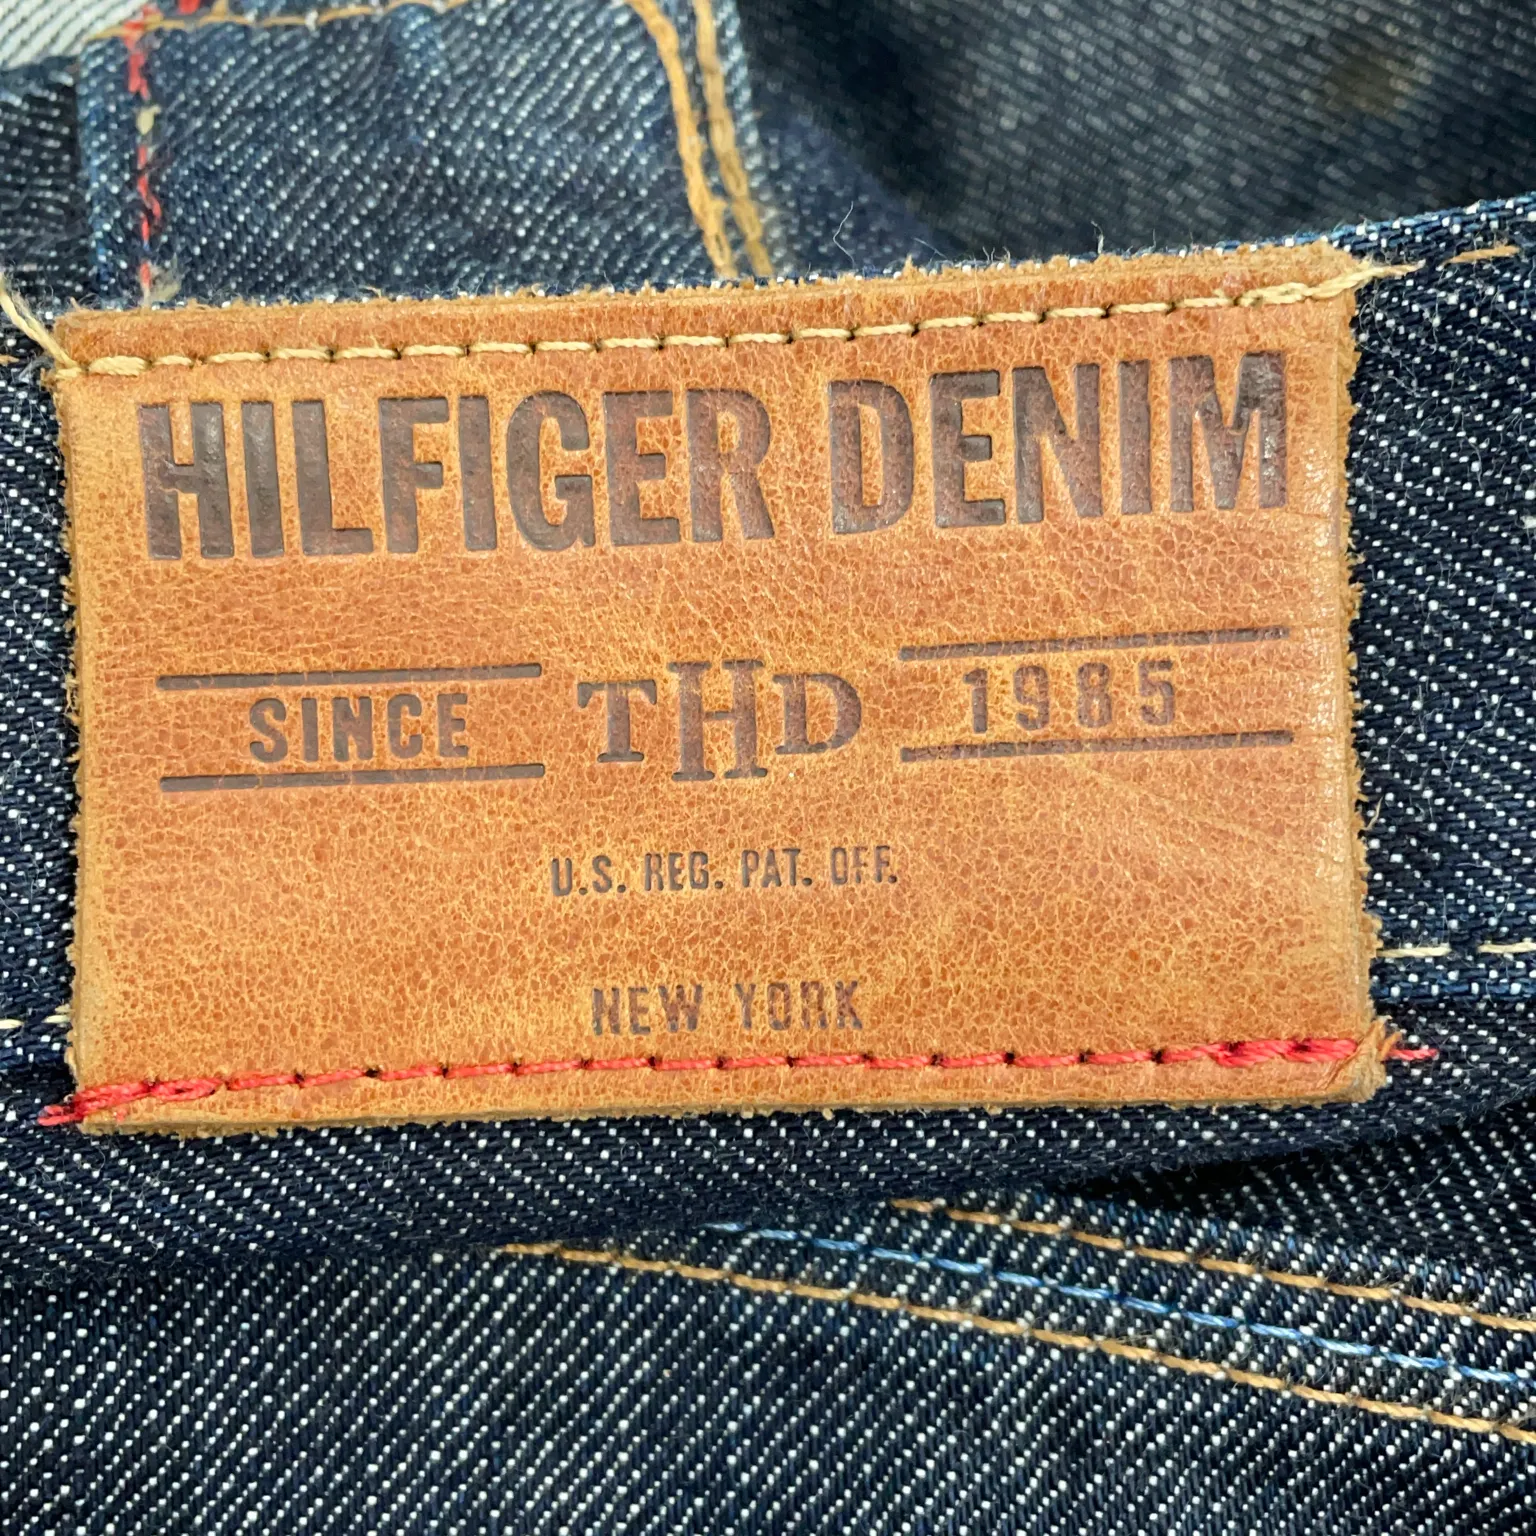 HILFIGER DENIM
SINCE THD 1985
U.S. REG. PAT. OFF.
NEW YORK